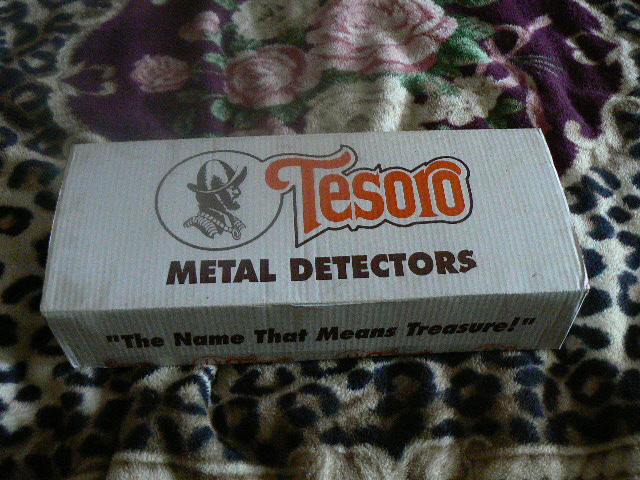 Tesoro
METAL DETECTORS
"The Name That Means Treasure!"